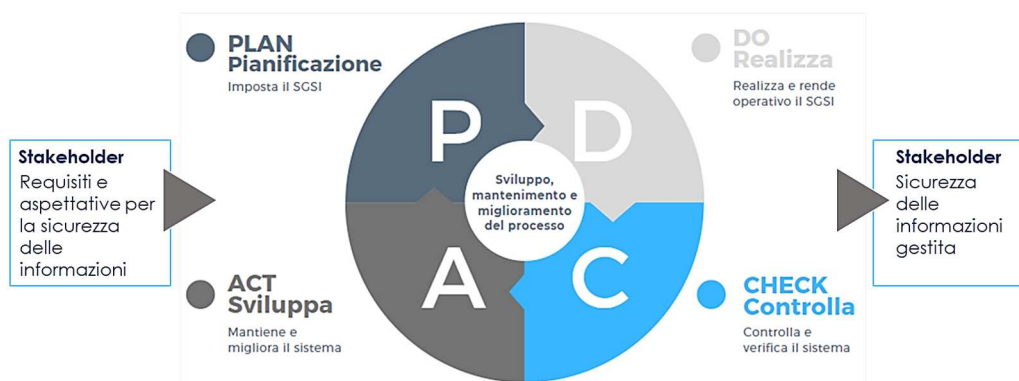 Stakeholder
Requisiti e
aspettative per
la sicurezza
delle
informazioni
PLAN
Pianificazione
Imposta il SGSI
DO
Realizza
Realizza e rende
operativo il SGSI
P
D
Sviluppo,
mantenimento e
miglioramento
del processo
A
C
ACT
Sviluppa
Mantiene e
migliora il sistema
CHECK
Controlla
Controlla e
verifica il sistema
Stakeholder
Sicurezza
delle
informazioni
gestita